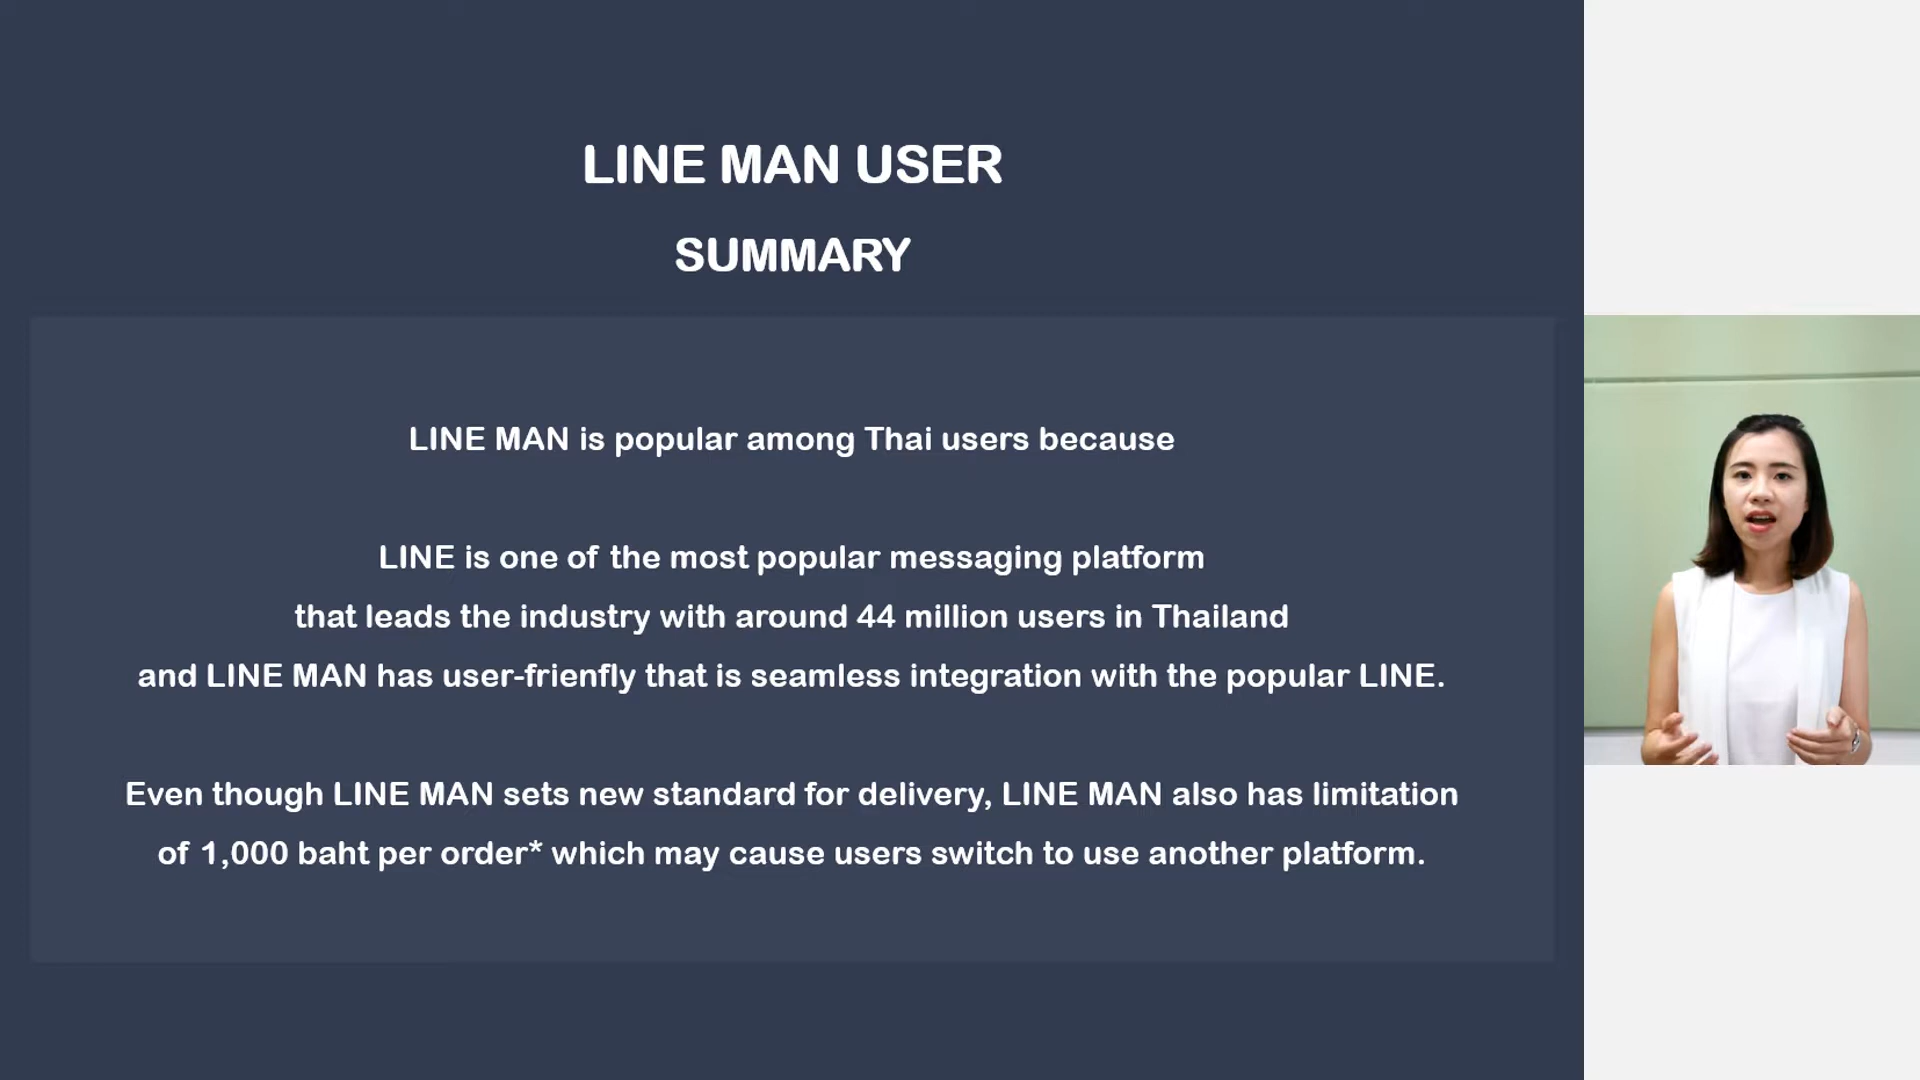 LINE MAN USER
SUMMARY
LINE MAN is popular among Thai users because
LINE is one of the most popular messaging platform
that leads the industry with around 44 million users in Thailand
and LINE MAN has user-frienfly that is seamless integration with the popular LINE.
Even though LINE MAN sets new standard for delivery, LINE MAN also has limitation
of 1,000 baht per order* which may cause users switch to use another platform.